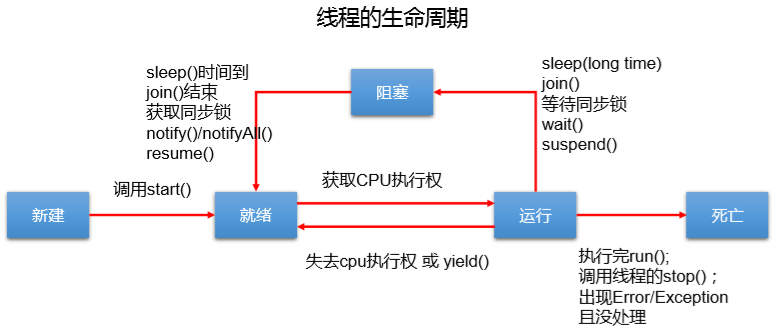 线程的生命周期
sleep()时间到
join()结束
获取同步锁
notify()/notifyAll()
resume()
阻塞
sleep(long time)
join()
等待同步锁
wait()
suspend()
新建
调用start()
就绪
获取CPU执行权
失去cpu执行权 或 yield()
运行
死亡
执行完run();
调用线程的stop() ;
出现Error/Exception
且没处理